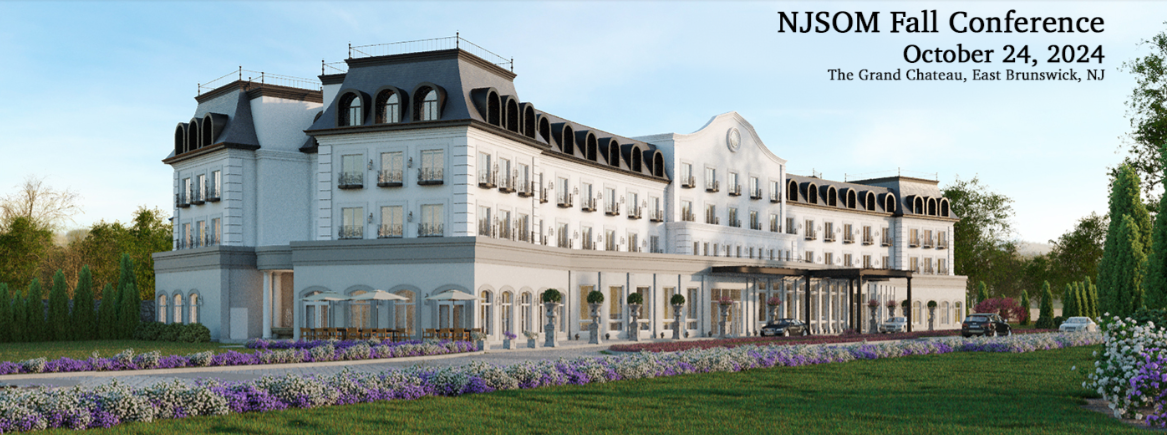 NJSOM Fall Conference
October 24, 2024
The Grand Chateau, East Brunswick, NJ